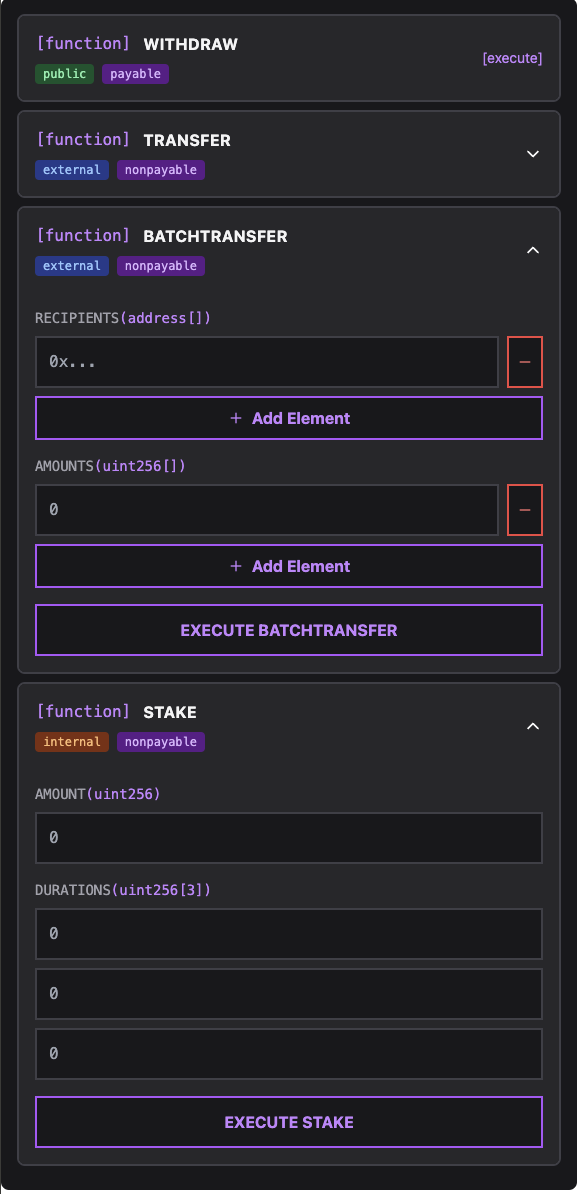 [function] WITHDRAW
public payable
[execute]
[function] TRANSFER
external nonpayable
[function] BATCHTRANSFER
external nonpayable
RECIPIENTS(address[])
0x...
−
+ Add Element
AMOUNTS(uint256[])
0
−
+ Add Element
EXECUTE BATCHTRANSFER
[function] STAKE
internal nonpayable
AMOUNT(uint256)
0
DURATIONS(uint256[3])
0
0
0
EXECUTE STAKE